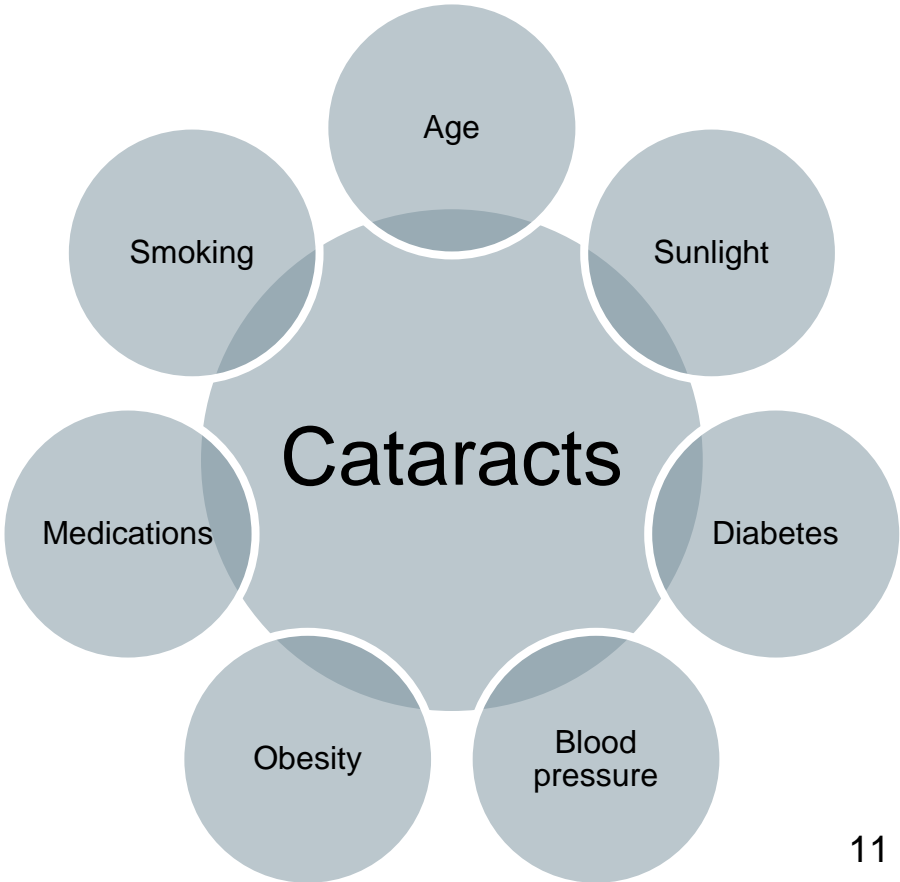 Age
Smoking
Sunlight
Cataracts
Medications
Diabetes
Obesity
Blood
pressure
11